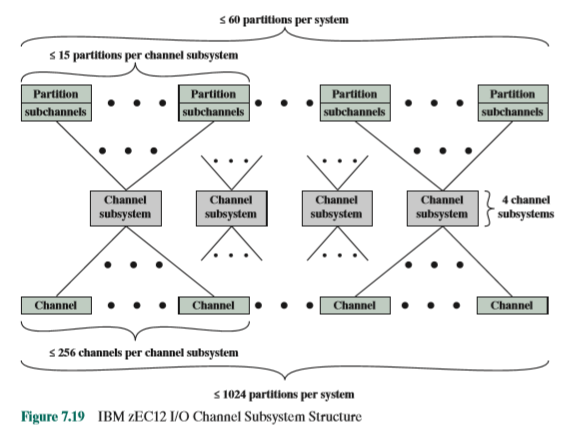 ≤ 60 partitions per system
≤ 15 partitions per channel subsystem
Partition
subchannels
Partition
subchannels
Partition
subchannels
Partition
subchannels
Channel
subsystem
Channel
subsystem
Channel
subsystem
Channel
subsystem
4 channel
subsystems
Channel
Channel
Channel
Channel
≤ 256 channels per channel subsystem
≤ 1024 partitions per system
Figure 7.19 IBM zEC12 I/O Channel Subsystem Structure